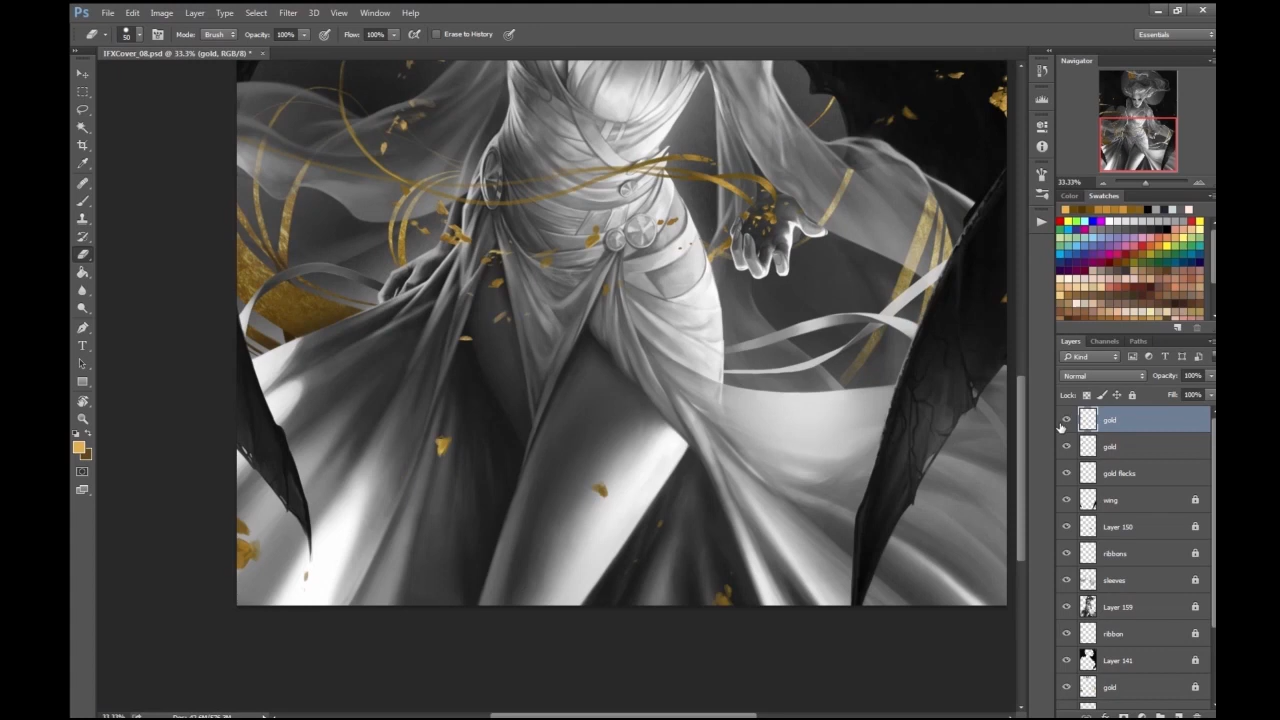 Ps File Edit Image Layer Type Select Filter 3D View Window Help
50 Mode: Brush Opacity: 100% Flow: 100% Erase to History Essentials
IFXCover_08.psd @ 33.3% (gold, RGB/8) *
Navigator
33.33%
Color Swatches
Layers Channels Paths
Kind
Normal Opacity: 100%
Lock: Fill: 100%
gold
gold
gold flecks
wing
Layer 150
ribbons
sleeves
Layer 159
ribbon
Layer 141
gold
33.33%